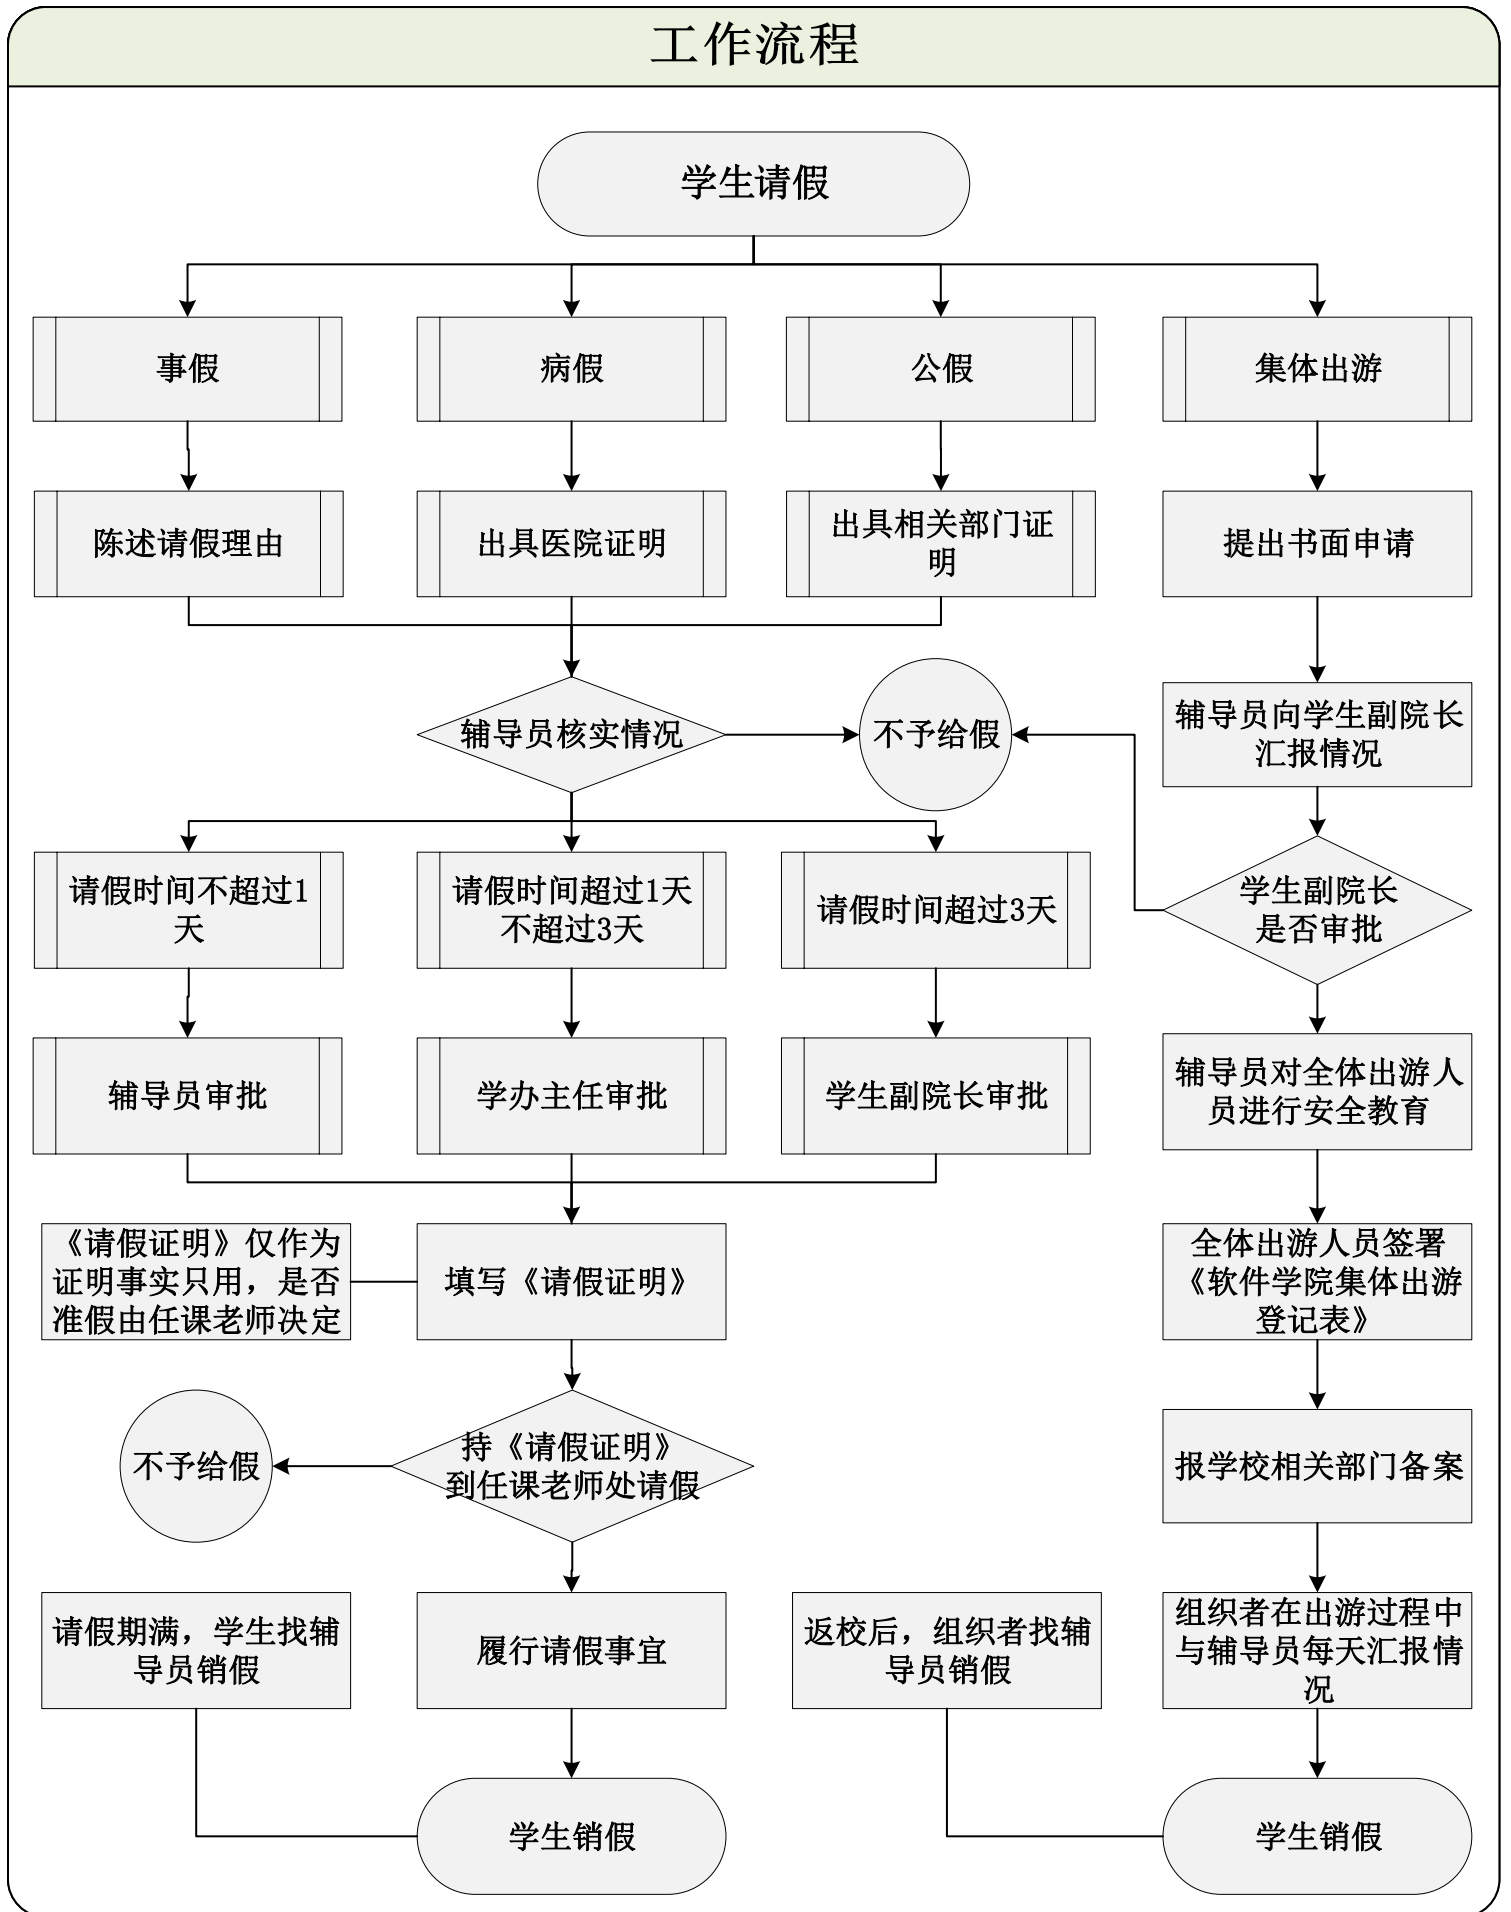 工作流程
学生请假
事假
病假
公假
集体出游
陈述请假理由
出具医院证明
出具相关部门证
明
提出书面申请
辅导员核实情况
不予给假
辅导员向学生副院长
汇报情况
请假时间不超过1
天
请假时间超过1天
不超过3天
请假时间超过3天
学生副院长
是否审批
辅导员审批
学办主任审批
学生副院长审批
辅导员对全体出游人
员进行安全教育
《请假证明》仅作为
证明事实只用，是否
准假由任课老师决定
填写《请假证明》
全体出游人员签署
《软件学院集体出游
登记表》
不予给假
持《请假证明》
到任课老师处请假
报学校相关部门备案
请假期满，学生找辅
导员销假
履行请假事宜
返校后，组织者找辅
导员销假
组织者在出游过程中
与辅导员每天汇报情
况
学生销假
学生销假